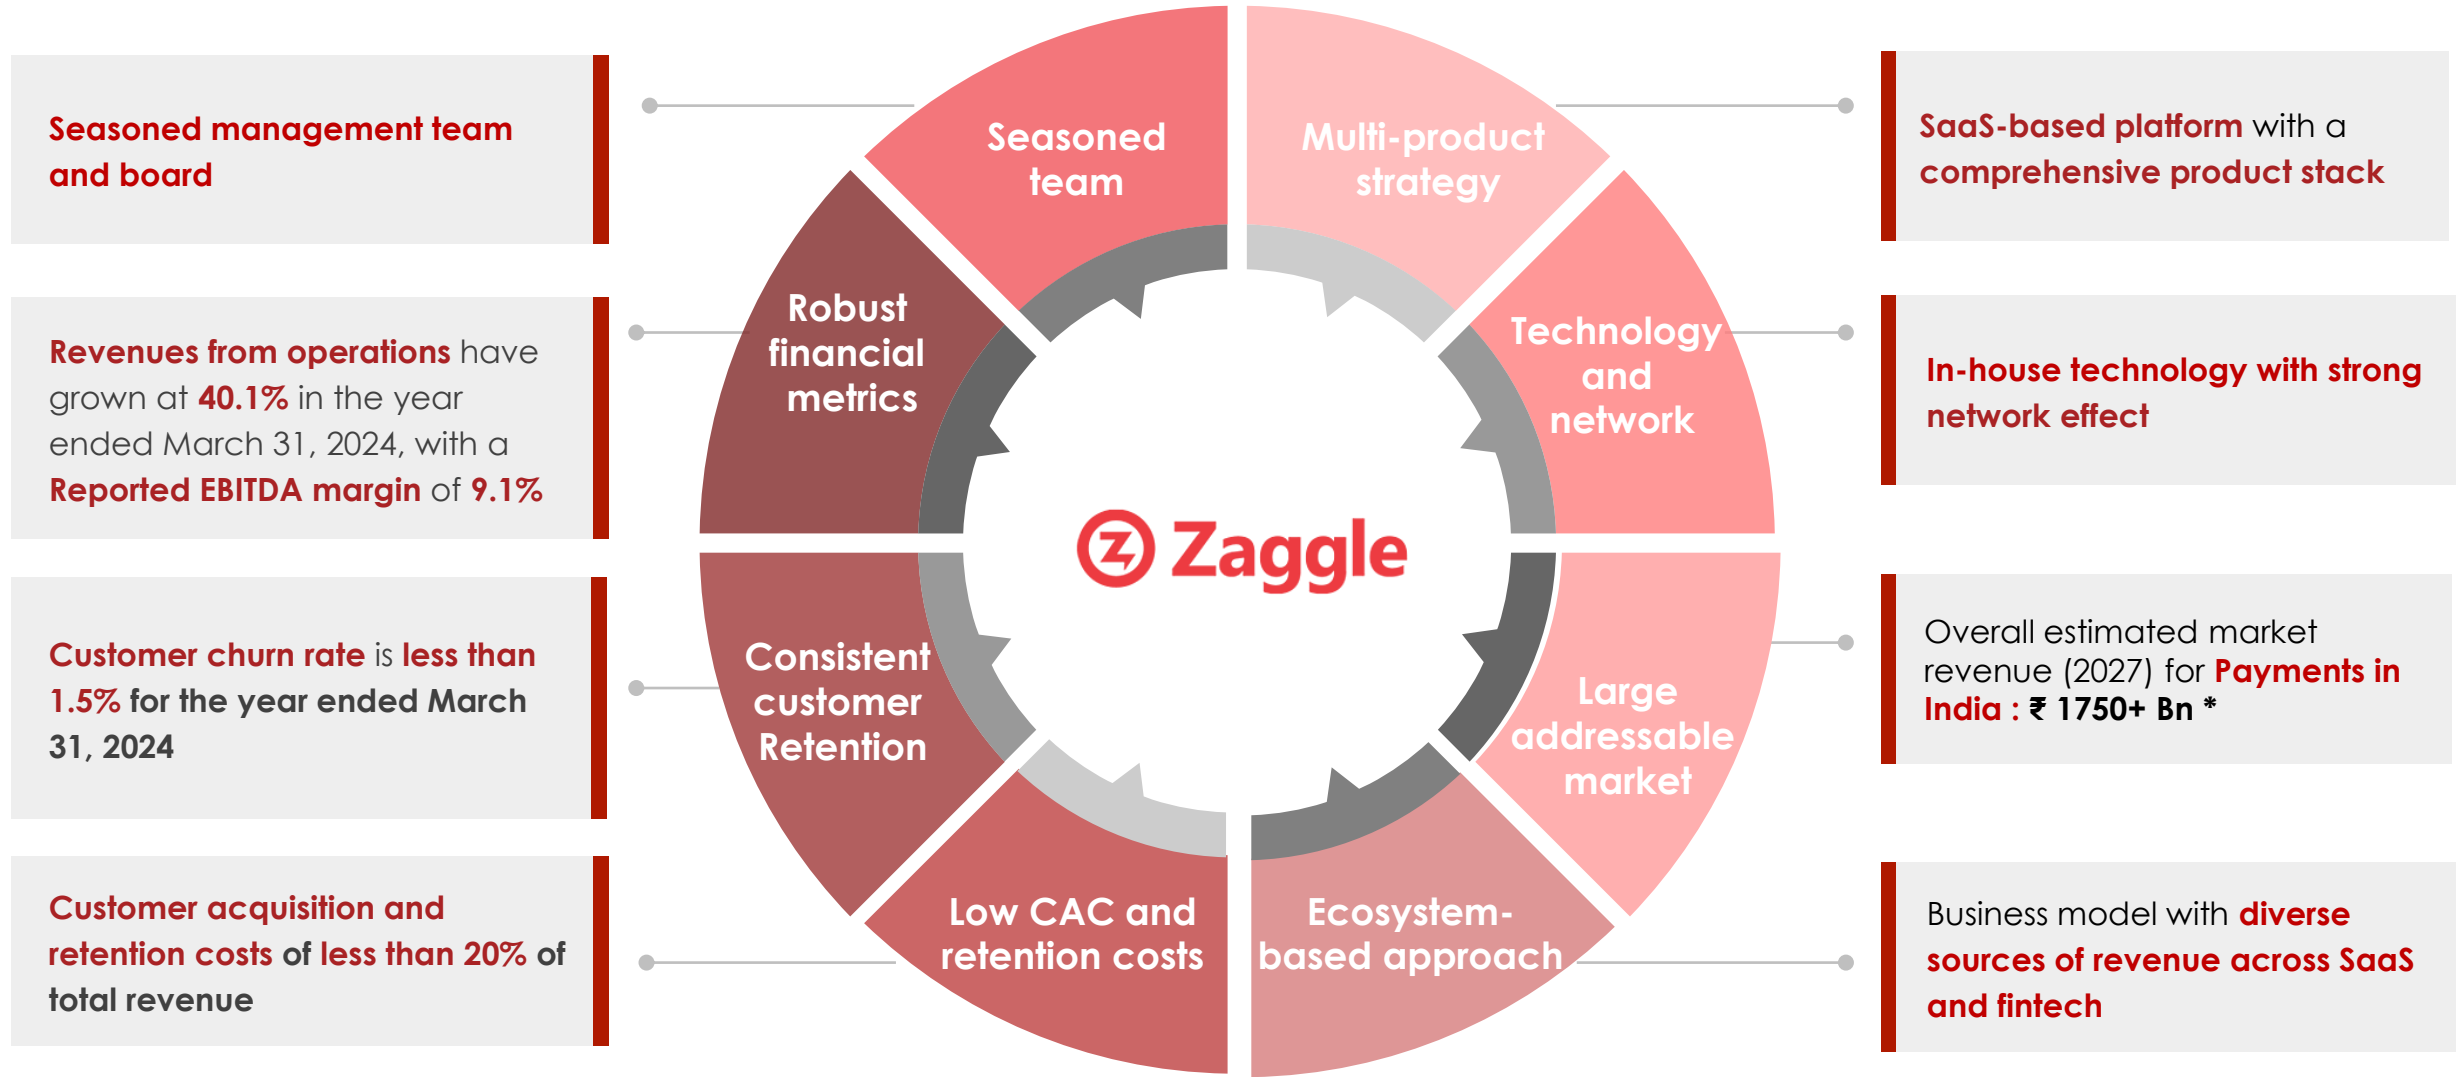 Seasoned management team
and board
Revenues from operations have
grown at 40.1% in the year
ended March 31, 2024, with a
Reported EBITDA margin of 9.1%
Customer churn rate is less than
1.5% for the year ended March
31, 2024
Customer acquisition and
retention costs of less than 20% of
total revenue
Seasoned
team
Multi-product
strategy
Robust
financial
metrics
Technology
and
network
Zaggle
Consistent
customer
Retention
Large
addressable
market
Low CAC and
retention costs
Ecosystem-
based approach
SaaS-based platform with a
comprehensive product stack
In-house technology with strong
network effect
Overall estimated market
revenue (2027) for Payments in
India : ₹ 1750+ Bn *
Business model with diverse
sources of revenue across SaaS
and fintech